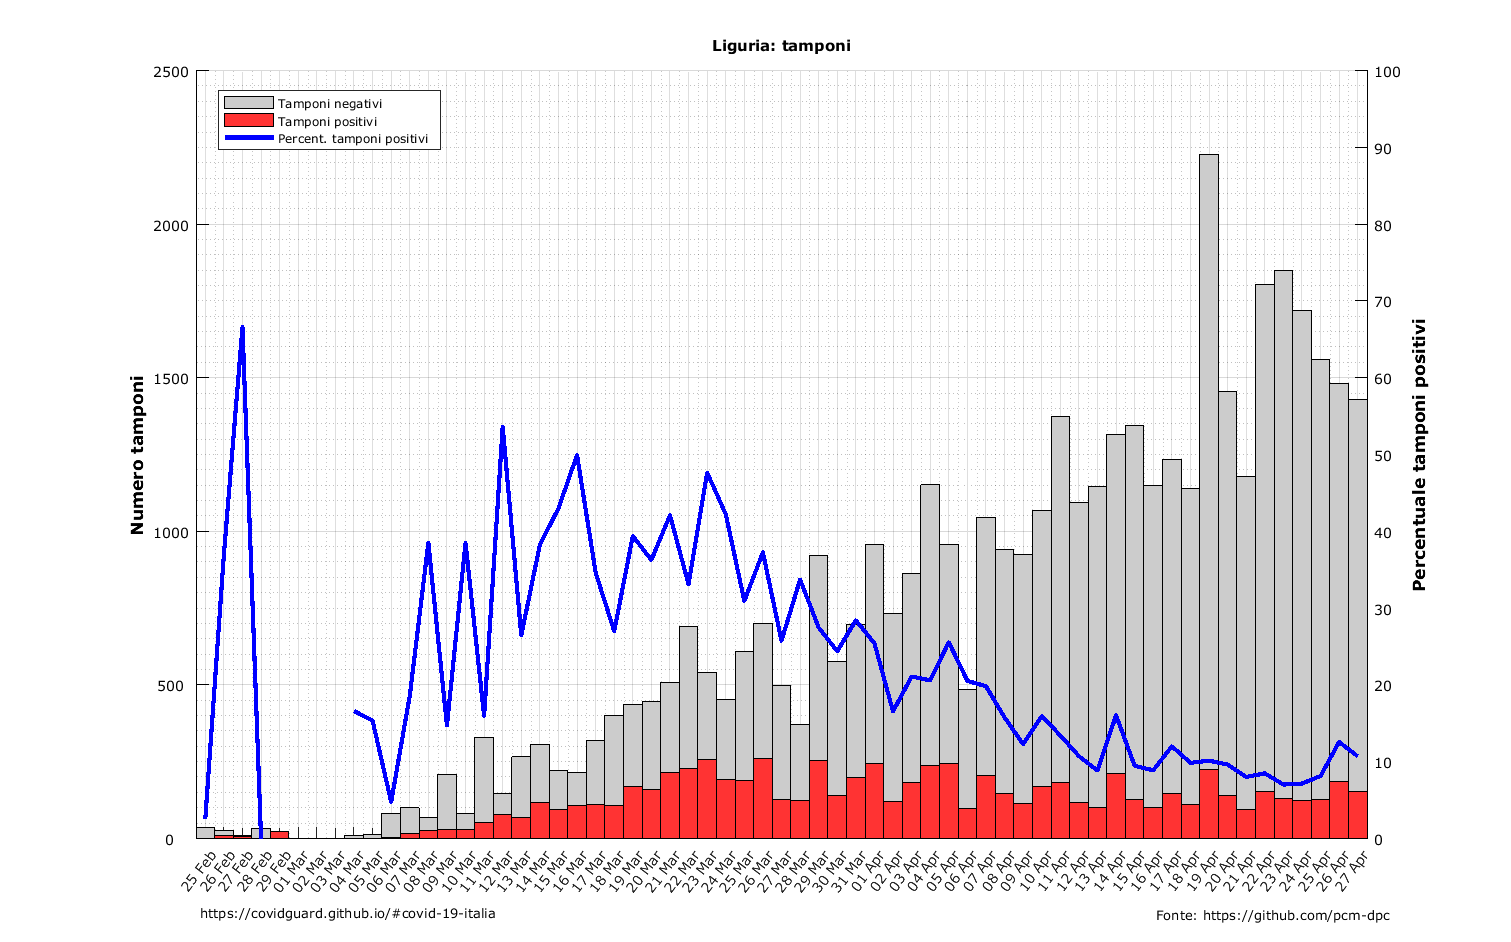 Liguria: tamponi
2500
2000
1500
1000
500
0
Numero tamponi
Tamponi negativi
Tamponi positivi
Percent. tamponi positivi
100
90
80
70
60
50
40
30
20
10
0
Percentuale tamponi positivi
25 Feb
26 Feb
27 Feb
28 Feb
29 Feb
01 Mar
02 Mar
03 Mar
04 Mar
05 Mar
06 Mar
07 Mar
08 Mar
09 Mar
10 Mar
11 Mar
12 Mar
13 Mar
14 Mar
15 Mar
16 Mar
17 Mar
18 Mar
19 Mar
20 Mar
21 Mar
22 Mar
23 Mar
24 Mar
25 Mar
26 Mar
27 Mar
28 Mar
29 Mar
30 Mar
31 Mar
01 Apr
02 Apr
03 Apr
04 Apr
05 Apr
06 Apr
07 Apr
08 Apr
09 Apr
10 Apr
11 Apr
12 Apr
13 Apr
14 Apr
15 Apr
16 Apr
17 Apr
18 Apr
19 Apr
20 Apr
21 Apr
22 Apr
23 Apr
24 Apr
25 Apr
26 Apr
27 Apr
https://covidguard.github.io/#covid-19-italia
Fonte: https://github.com/pcm-dpc